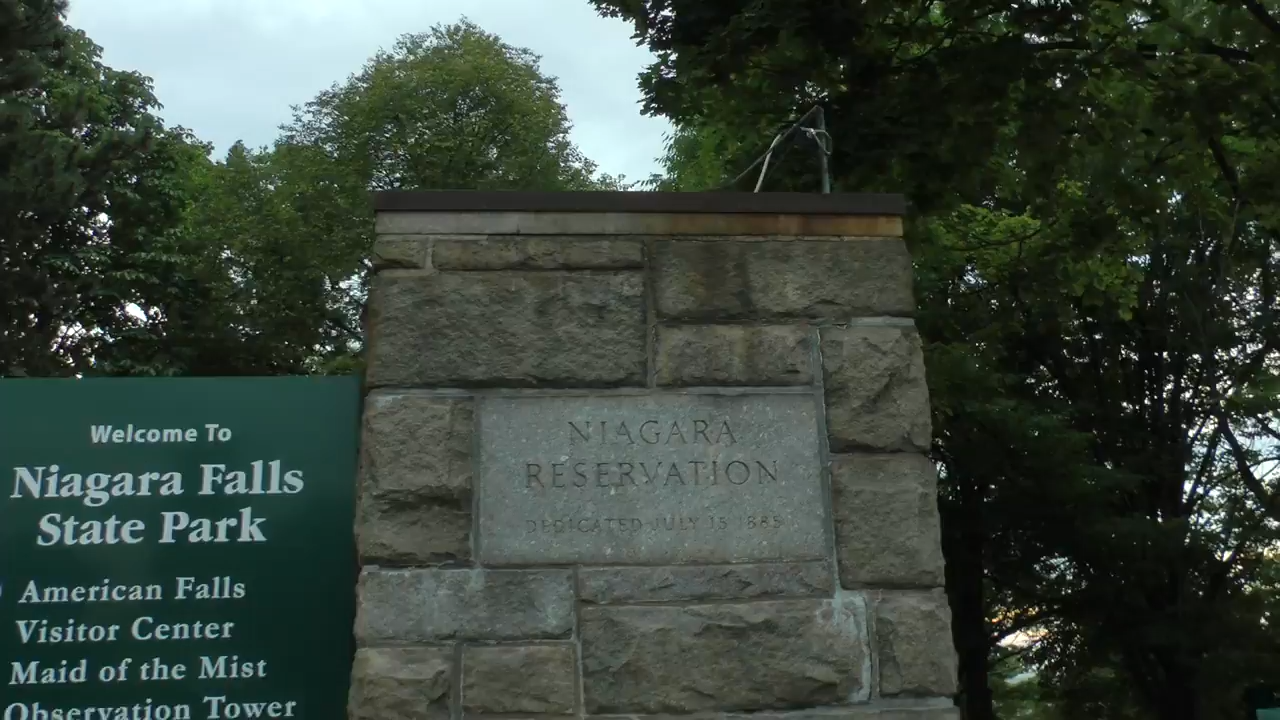 Welcome To
Niagara Falls
State Park
American Falls
Visitor Center
Maid of the Mist
Observation Tower
NIAGARA
RESERVATION
DEDICATED JULY 15 1885